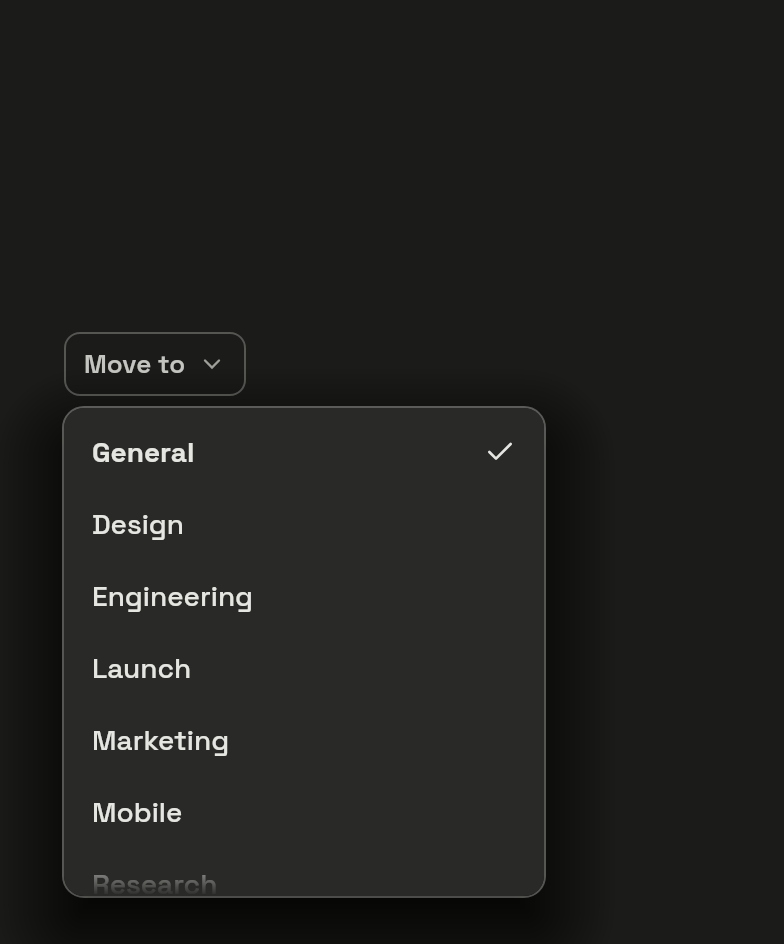 Move to
General
Design
Engineering
Launch
Marketing
Mobile
Research